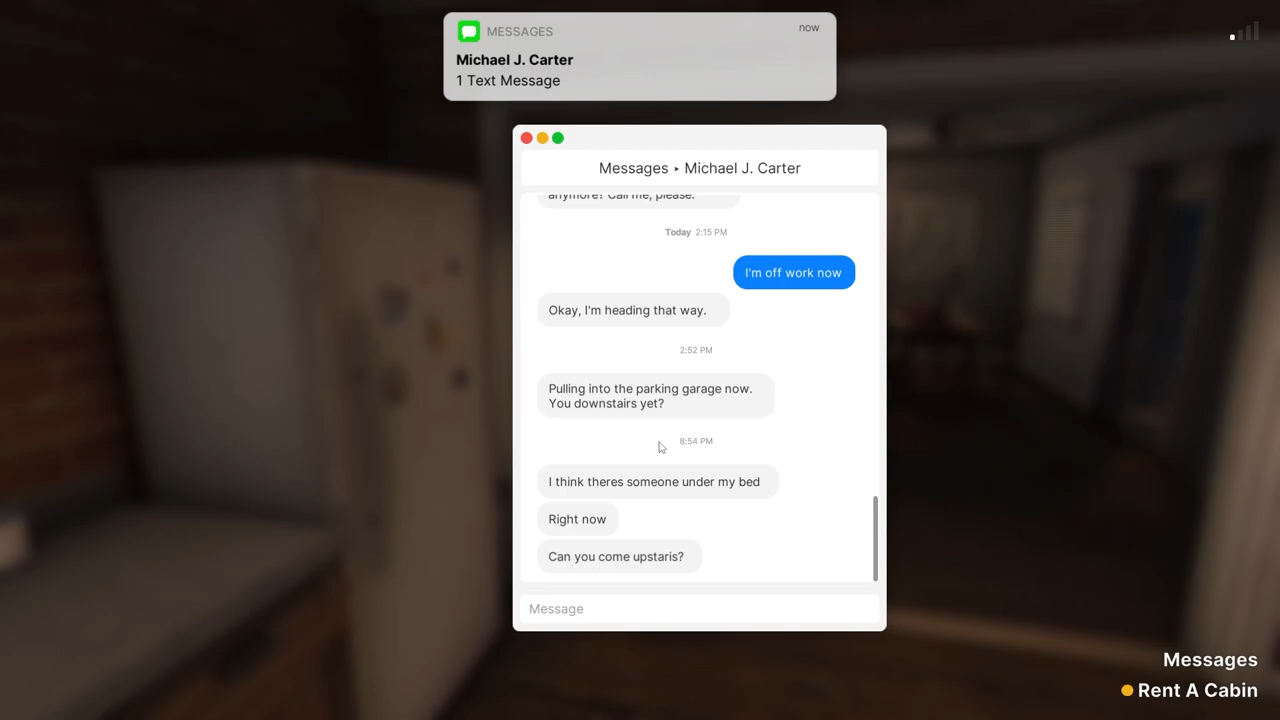 MESSAGES
now
Michael J. Carter
1 Text Message
Messages ‣ Michael J. Carter
anymore? Call me, please.
Today 2:15 PM
I'm off work now
Okay, I'm heading that way.
2:52 PM
Pulling into the parking garage now.
You downstairs yet?
8:54 PM
I think theres someone under my bed
Right now
Can you come upstaris?
Message
Messages
Rent A Cabin